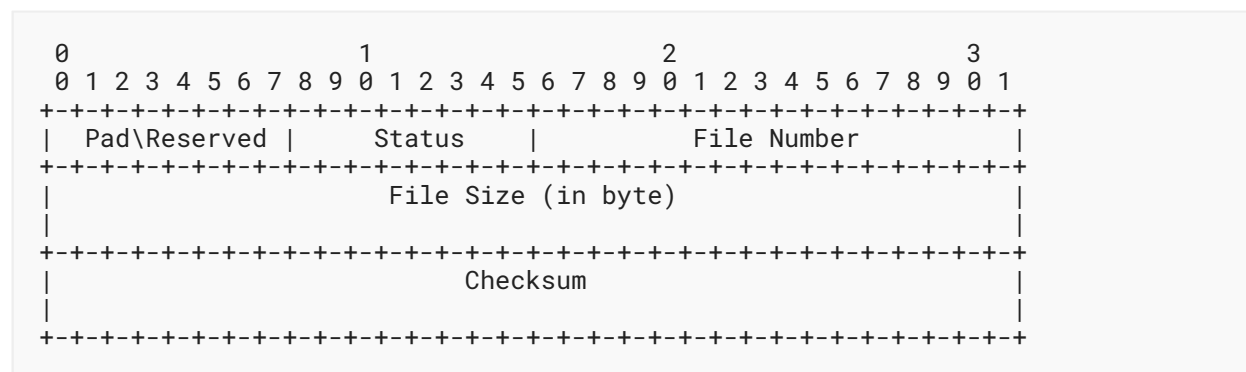 0                   1                   2                   3
 0 1 2 3 4 5 6 7 8 9 0 1 2 3 4 5 6 7 8 9 0 1 2 3 4 5 6 7 8 9 0 1
+-+-+-+-+-+-+-+-+-+-+-+-+-+-+-+-+-+-+-+-+-+-+-+-+-+-+-+-+-+-+-+-+
|  Pad\Reserved |     Status    |          File Number          |
+-+-+-+-+-+-+-+-+-+-+-+-+-+-+-+-+-+-+-+-+-+-+-+-+-+-+-+-+-+-+-+-+
|                      File Size (in byte)                      |
|                                                               |
+-+-+-+-+-+-+-+-+-+-+-+-+-+-+-+-+-+-+-+-+-+-+-+-+-+-+-+-+-+-+-+-+
|                           Checksum                            |
|                                                               |
+-+-+-+-+-+-+-+-+-+-+-+-+-+-+-+-+-+-+-+-+-+-+-+-+-+-+-+-+-+-+-+-+